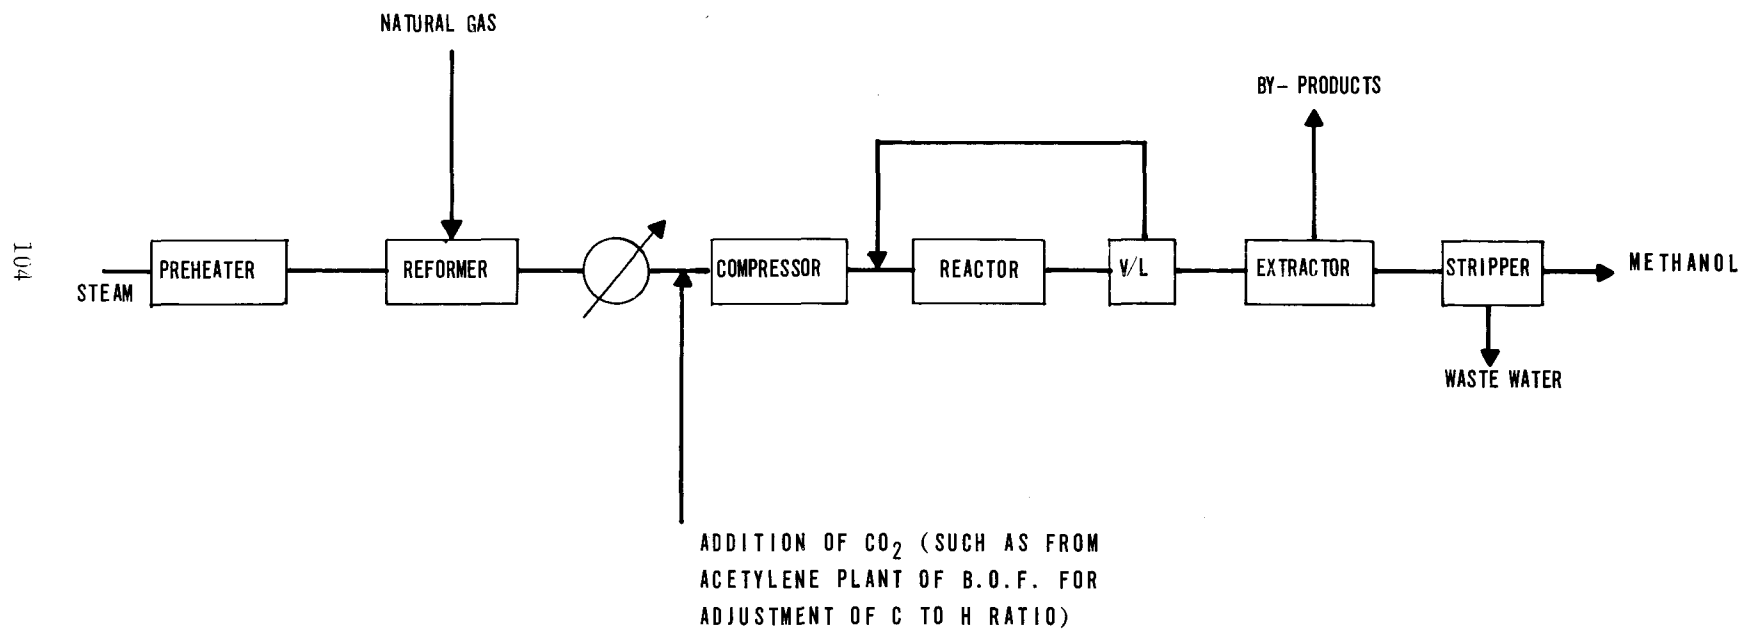 NATURAL GAS
BY- PRODUCTS
104
STEAM
PREHEATER
REFORMER
COMPRESSOR
REACTOR
V/L
EXTRACTOR
STRIPPER
METHANOL
WASTE WATER
ADDITION OF CO₂ (SUCH AS FROM
ACETYLENE PLANT OF B.O.F. FOR
ADJUSTMENT OF C TO H RATIO)